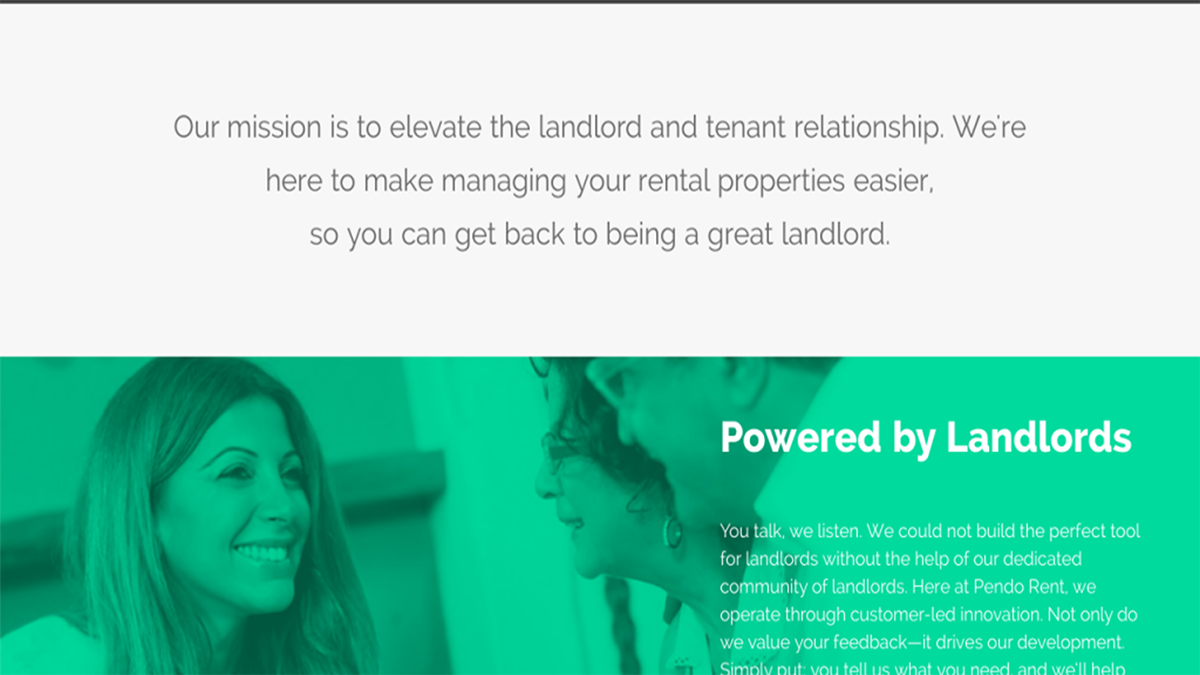 Our mission is to elevate the landlord and tenant relationship. We're
here to make managing your rental properties easier,
so you can get back to being a great landlord.
Powered by Landlords
You talk, we listen. We could not build the perfect tool
for landlords without the help of our dedicated
community of landlords. Here at Pendo Rent, we
operate through customer-led innovation. Not only do
we value your feedback—it drives our development.
Simply put: you tell us what you need, and we'll help